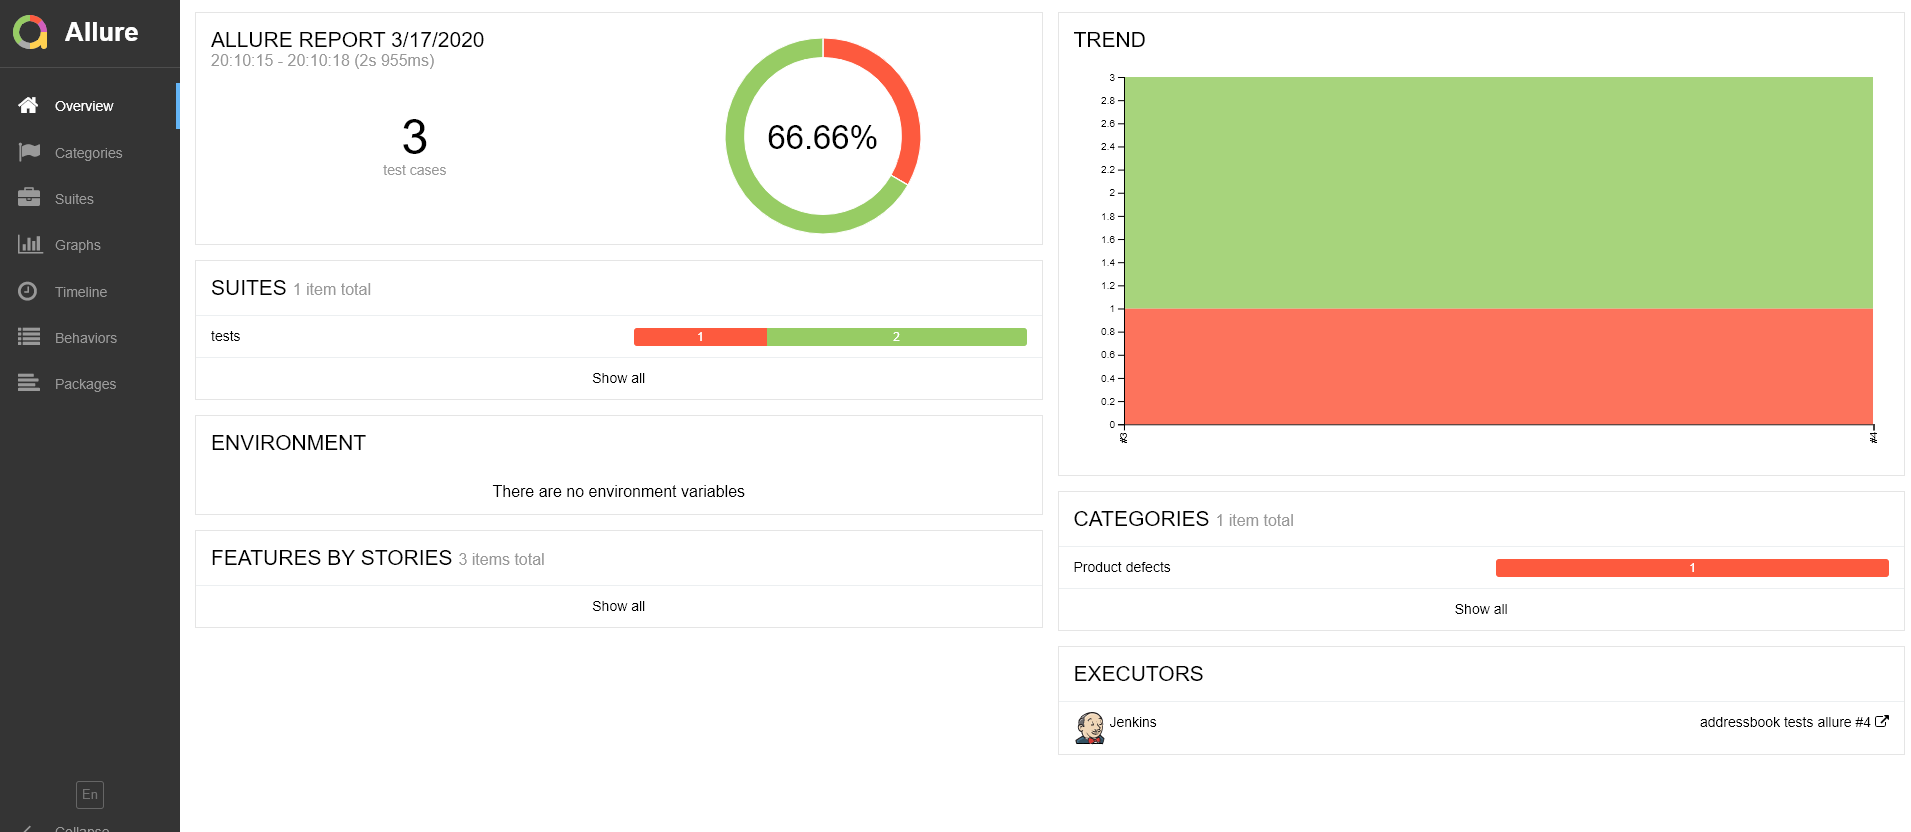 Allure
Overview
Categories
Suites
Graphs
Timeline
Behaviors
Packages
En
Collapse
ALLURE REPORT 3/17/2020
20:10:15 - 20:10:18 (2s 955ms)
3
test cases
66.66%
SUITES 1 item total
tests 1 2
Show all
ENVIRONMENT
There are no environment variables
FEATURES BY STORIES 3 items total
Show all
TREND
3
2.8
2.6
2.4
2.2
2
1.8
1.6
1.4
1.2
1
0.8
0.6
0.4
0.2
0
#3 #4
CATEGORIES 1 item total
Product defects 1
Show all
EXECUTORS
Jenkins addressbook tests allure #4